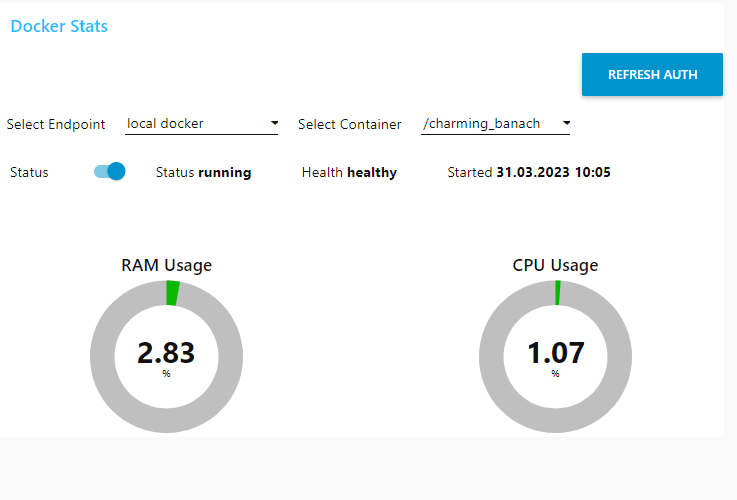 Docker Stats
REFRESH AUTH
Select Endpoint local docker Select Container /charming_banach
Status Status running Health healthy Started 31.03.2023 10:05
RAM Usage CPU Usage
2.83 1.07
% %